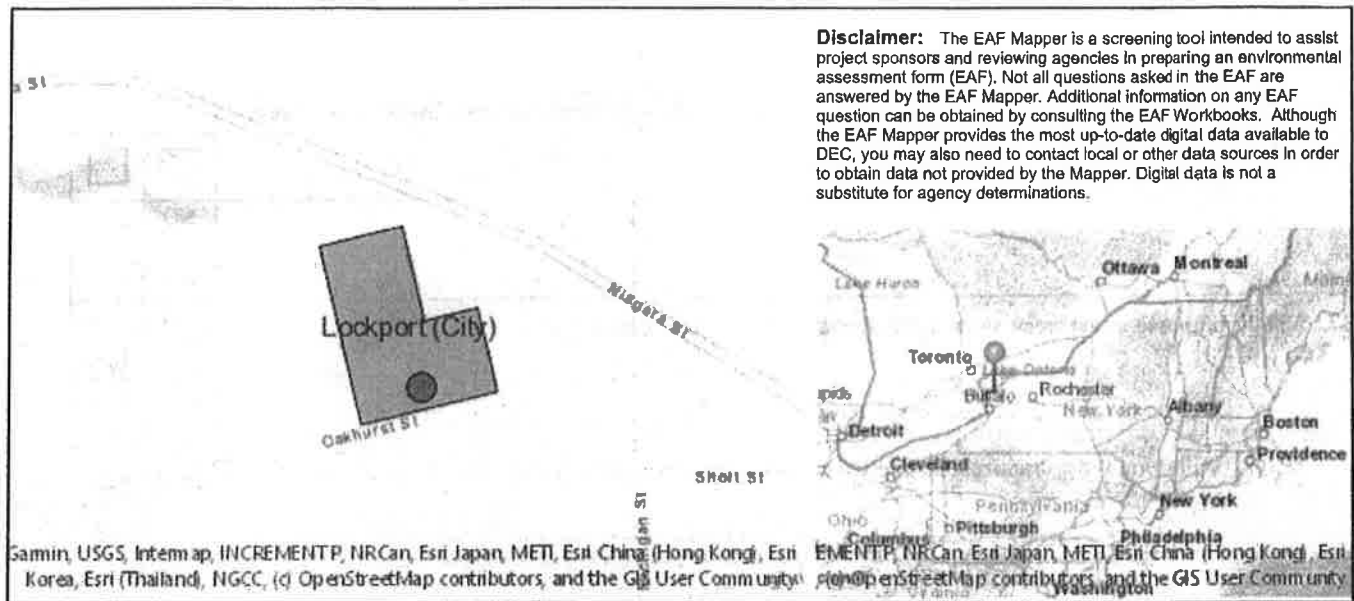 Disclaimer: The EAF Mapper is a screening tool intended to assist
project sponsors and reviewing agencies in preparing an environmental
assessment form (EAF). Not all questions asked in the EAF are
answered by the EAF Mapper. Additional information on any EAF
question can be obtained by consulting the EAF Workbooks. Although
the EAF Mapper provides the most up-to-date digital data available to
DEC, you may also need to contact local or other data sources in order
to obtain data not provided by the Mapper. Digital data is not a
substitute for agency determinations.
St
Niagara St
Lockport (City)
Oakhurst St
Short St
Garmin, USGS, Intermap, INCREMENT P, NRCan, Esri Japan, METI, Esri China (Hong Kong), Esri
Korea, Esri (Thailand), NGCC, (c) OpenStreetMap contributors, and the GIS User Community
Ottawa
Montreal
Lake Huron
Toronto
Lake Ontario
Buffalo
Rochester
New York
Albany
Detroit
Boston
Cleveland
Providence
New York
Pennsylvania
Ohio
Pittsburgh
Columbus
Philadelphia
EMENT P, NRCan, Esri Japan, METI, Esri China (Hong Kong), Esri
OpenStreetMap contributors, and the GIS User Community
Washington